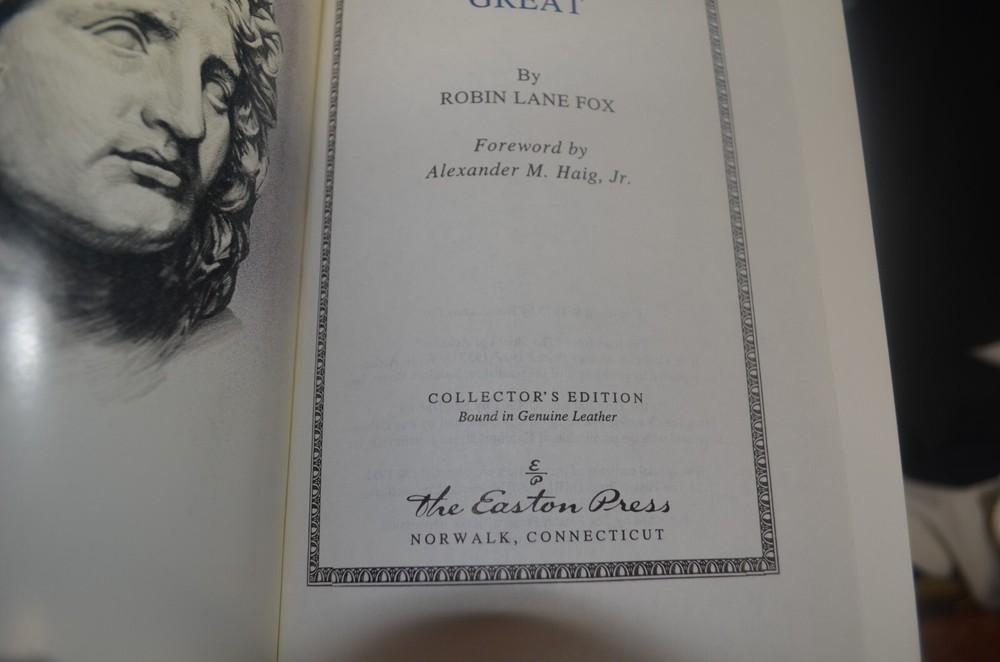 GREAT
By
ROBIN LANE FOX
Foreword by
Alexander M. Haig, Jr.
COLLECTOR'S EDITION
Bound in Genuine Leather
E
P
The Easton Press
NORWALK, CONNECTICUT